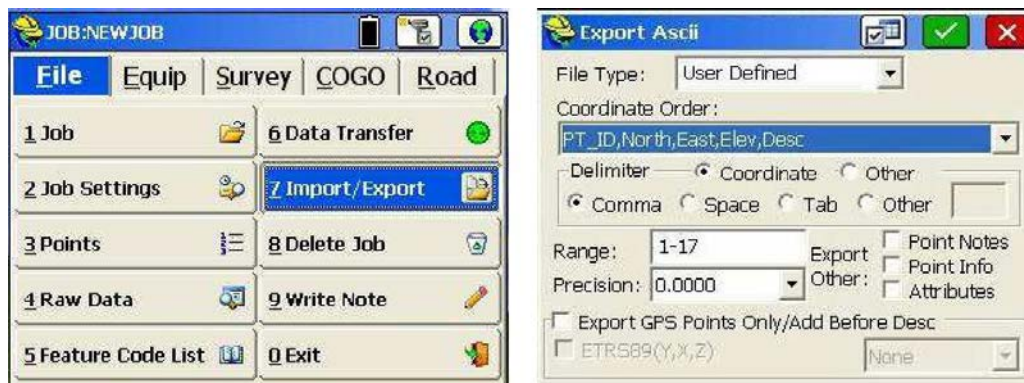 JOB:NEWJOB
File Equip Survey COGO Road
1 Job 6 Data Transfer
2 Job Settings 7 Import/Export
3 Points 8 Delete Job
4 Raw Data 9 Write Note
5 Feature Code List 0 Exit
Export Ascii
File Type: User Defined
Coordinate Order:
PT_ID,North,East,Elev,Desc
Delimiter Coordinate Other
Comma Space Tab Other
Range: 1-17
Precision: 0.0000
Export Other:
Point Notes
Point Info
Attributes
Export GPS Points Only/Add Before Desc
ETRS89(Y,X,Z) None